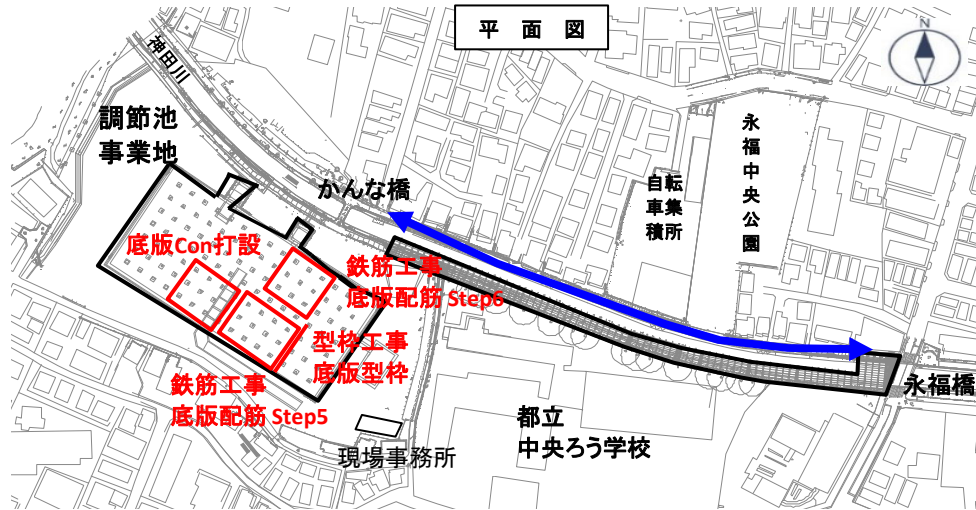 平面図
N
神田川
調節池
事業地
かんな橋
自転
車集
積所
永福中央公園
底版Con打設
鉄筋工事
底版配筋 Step6
型枠工事
底版型枠
鉄筋工事
底版配筋 Step5
永福橋
都立
中央ろう学校
現場事務所